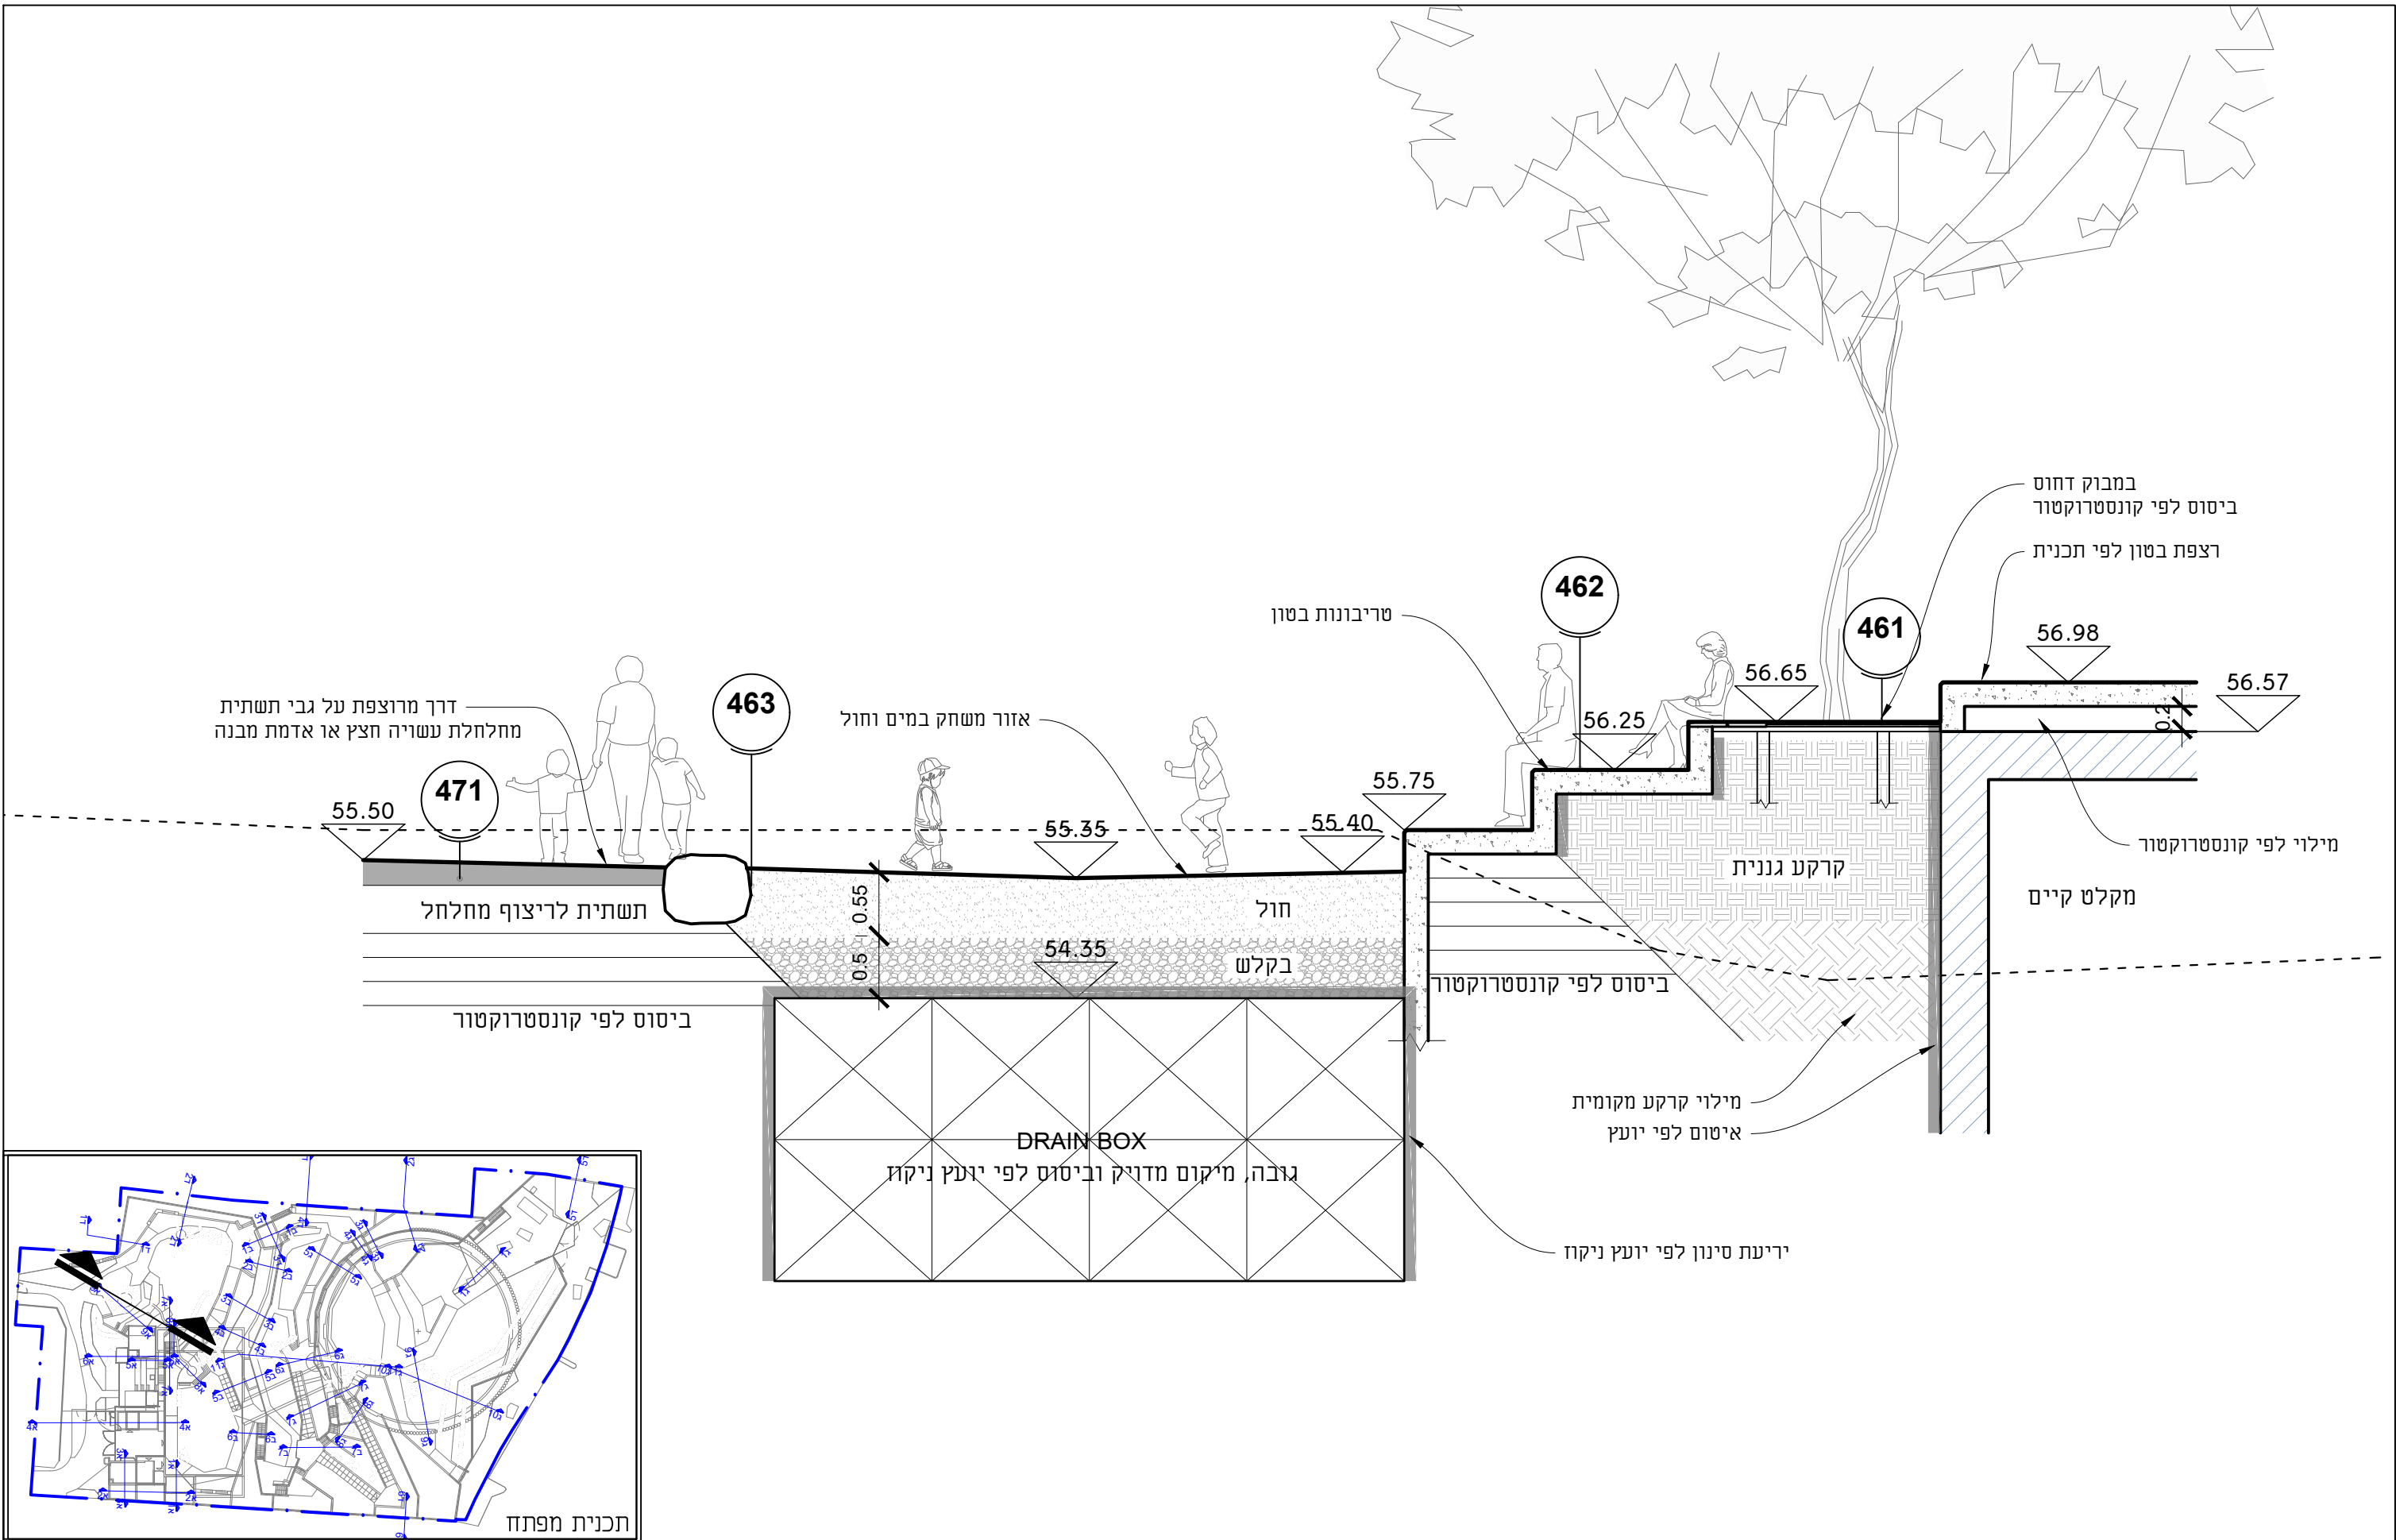 במבוק דחוס
ביסוס לפי קונסטרוקטור
רצפת בטון לפי תכנית
462
טריבונות בטון
461
56.98
56.65
56.57
463
דרך מרוצפת על גבי תשתית
מחלחלת עשויה חצץ או אדמת מבנה
אזור משחק במים וחול
56.25
0.2
471
55.75
55.50
55.35
55.40
מילוי לפי קונסטרוקטור
קרקע גננית
מקלט קיים
תשתית לריצוף מחלחל
0.55
חול
54.35
0.5
בקלש
ביסוס לפי קונסטרוקטור
ביסוס לפי קונסטרוקטור
מילוי קרקע מקומית
איטום לפי יועץ
DRAIN BOX
גובה, מיקום מדויק וביסוס לפי יועץ ניקוז
יריעת סינון לפי יועץ ניקוז
תכנית מפתח